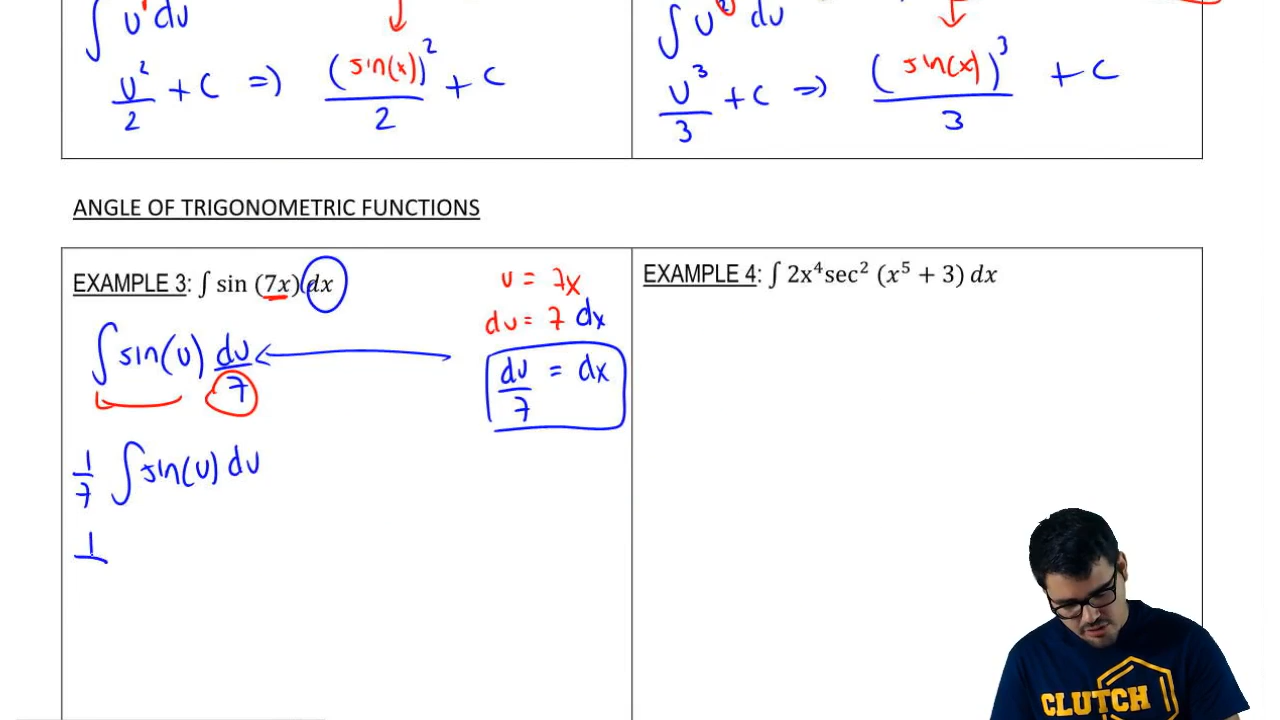 ∫ u¹ du
u²/2 + C => (sin(x))²/2 + C
∫ u² du
u³/3 + C => (sin(x))³/3 + C
ANGLE OF TRIGONOMETRIC FUNCTIONS
EXAMPLE 3: ∫ sin (7x) dx
u = 7x
du = 7 dx
du/7 = dx
∫ sin(u) du/7
1/7 ∫ sin(u) du
1
EXAMPLE 4: ∫ 2x⁴sec² (x⁵ + 3) dx
CLUTCH